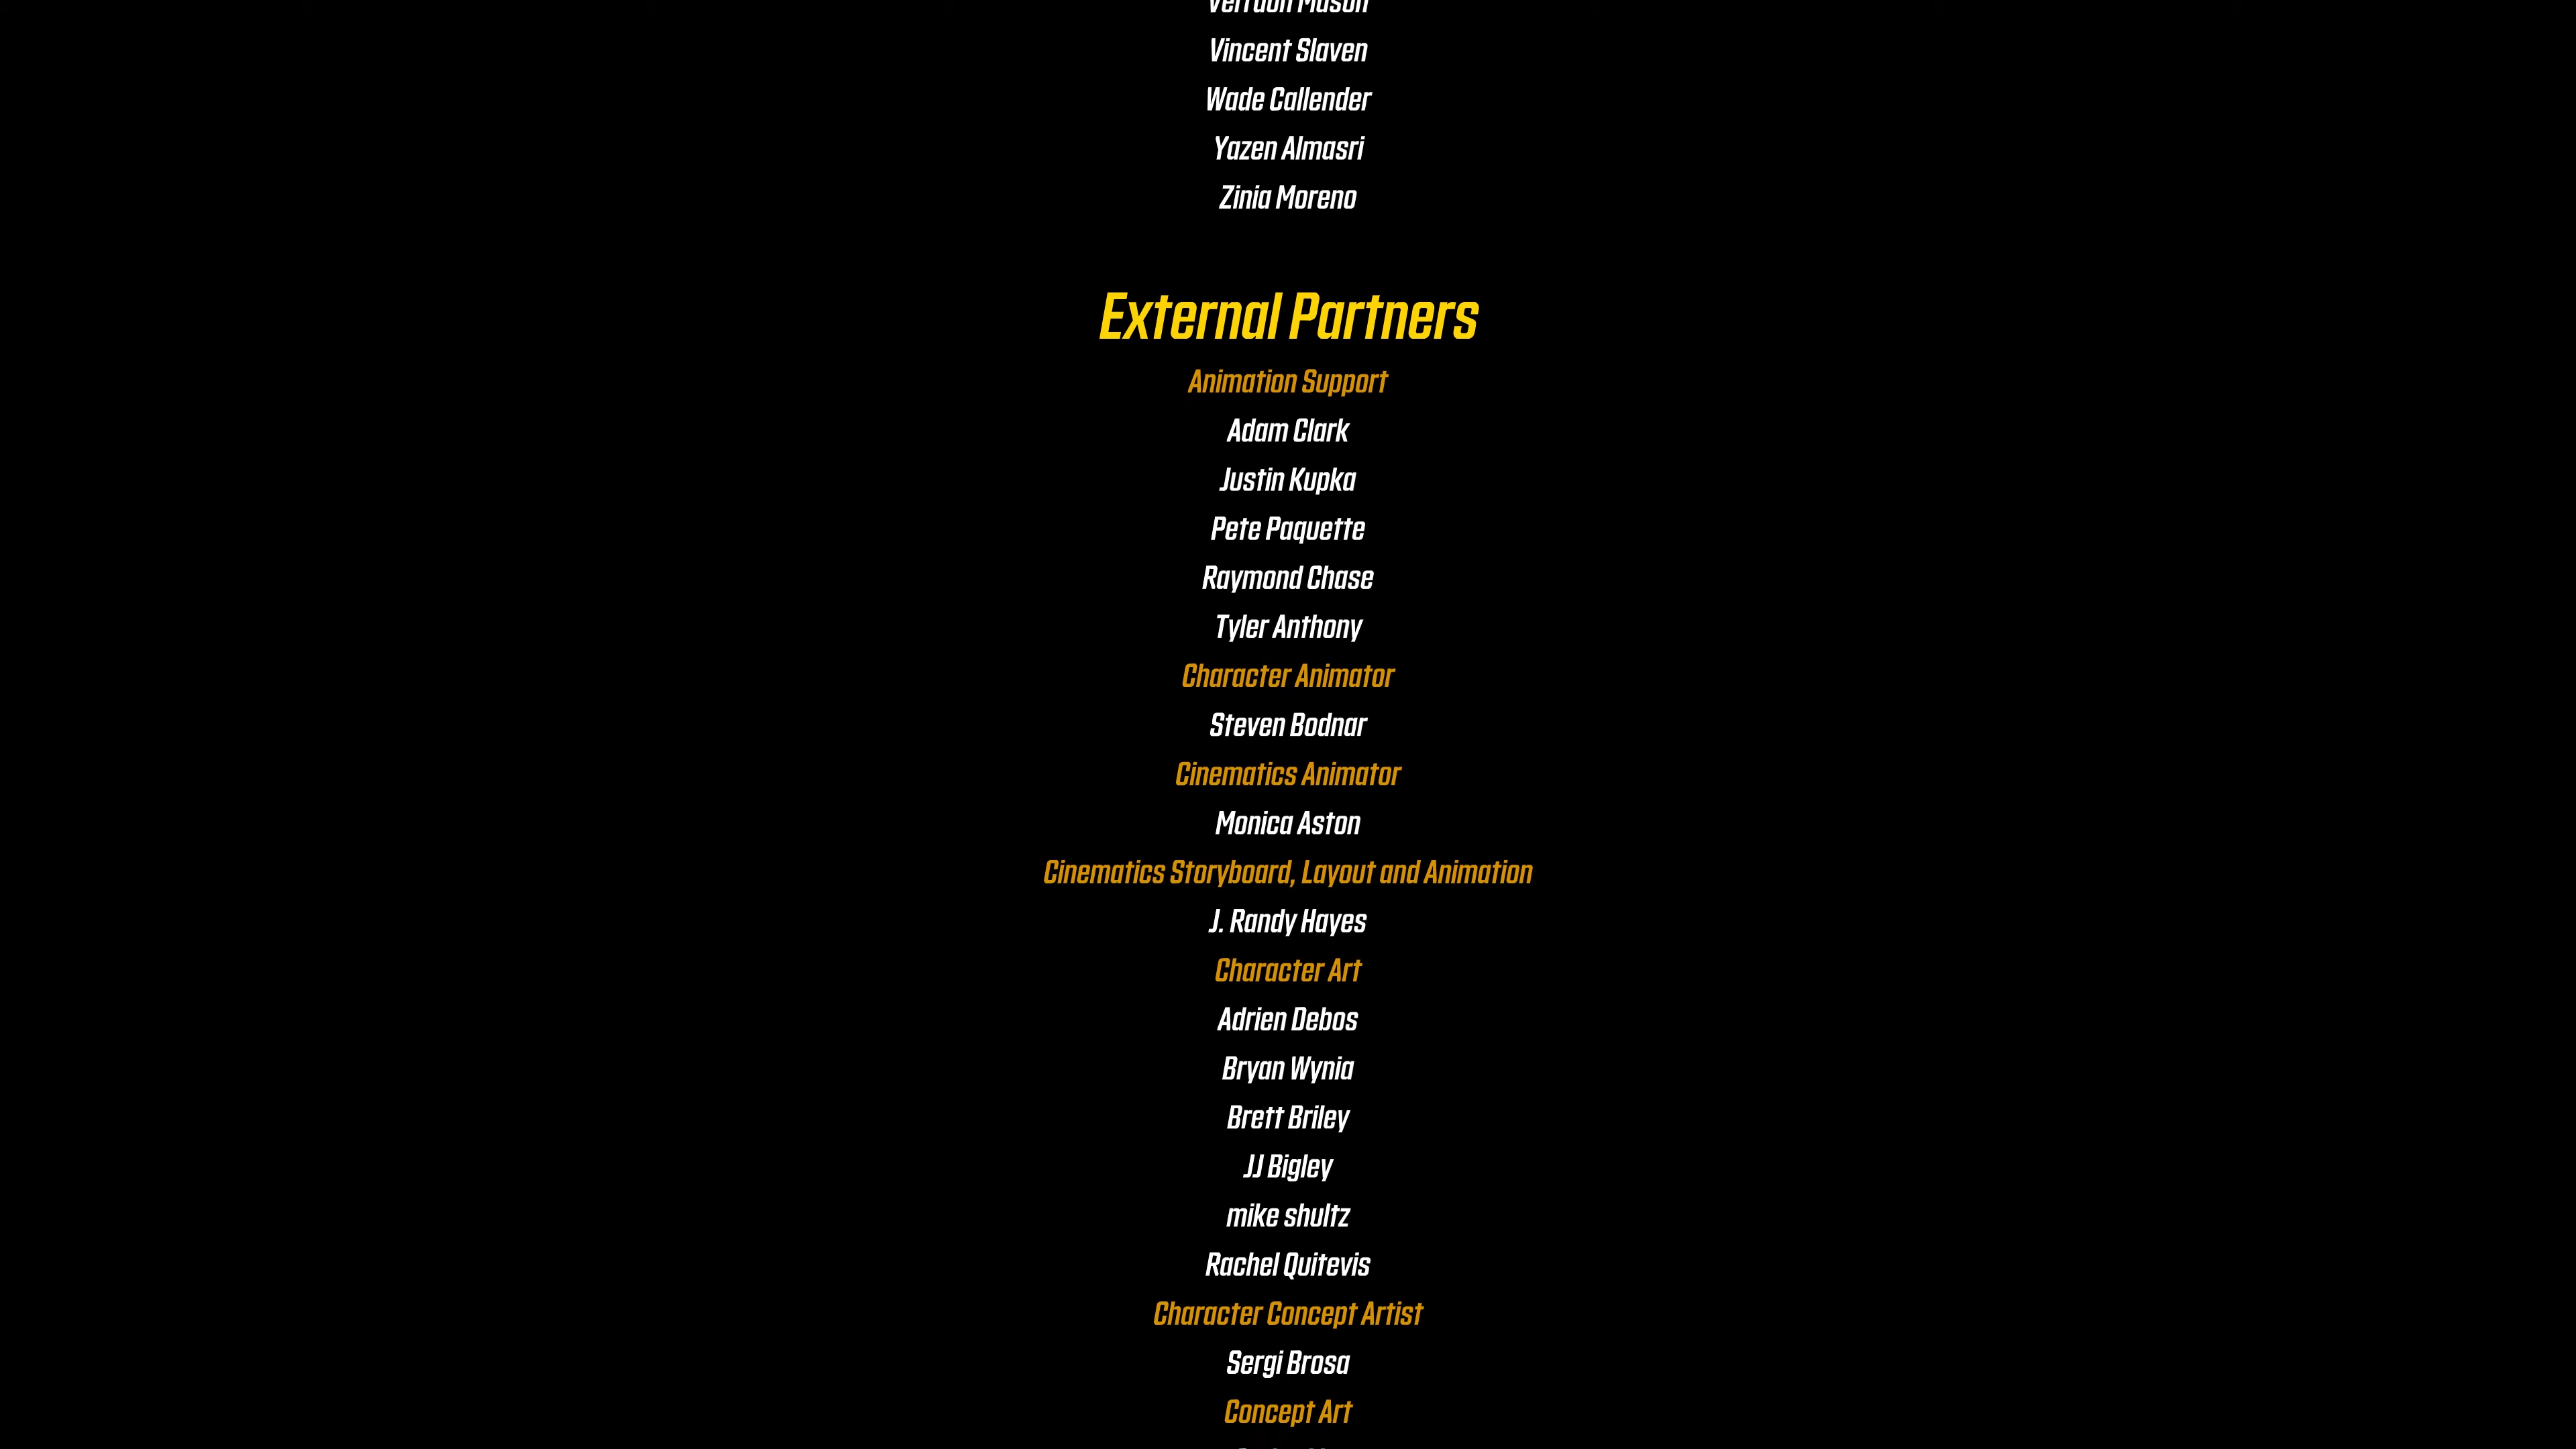 Mason
Vincent Slaven
Wade Callender
Yazen Almasri
Zinia Moreno
External Partners
Animation Support
Adam Clark
Justin Kupka
Pete Paquette
Raymond Chase
Tyler Anthony
Character Animator
Steven Bodnar
Cinematics Animator
Monica Aston
Cinematics Storyboard, Layout and Animation
J. Randy Hayes
Character Art
Adrien Debos
Bryan Wynia
Brett Briley
JJ Bigley
mike shultz
Rachel Quitevis
Character Concept Artist
Sergi Brosa
Concept Art